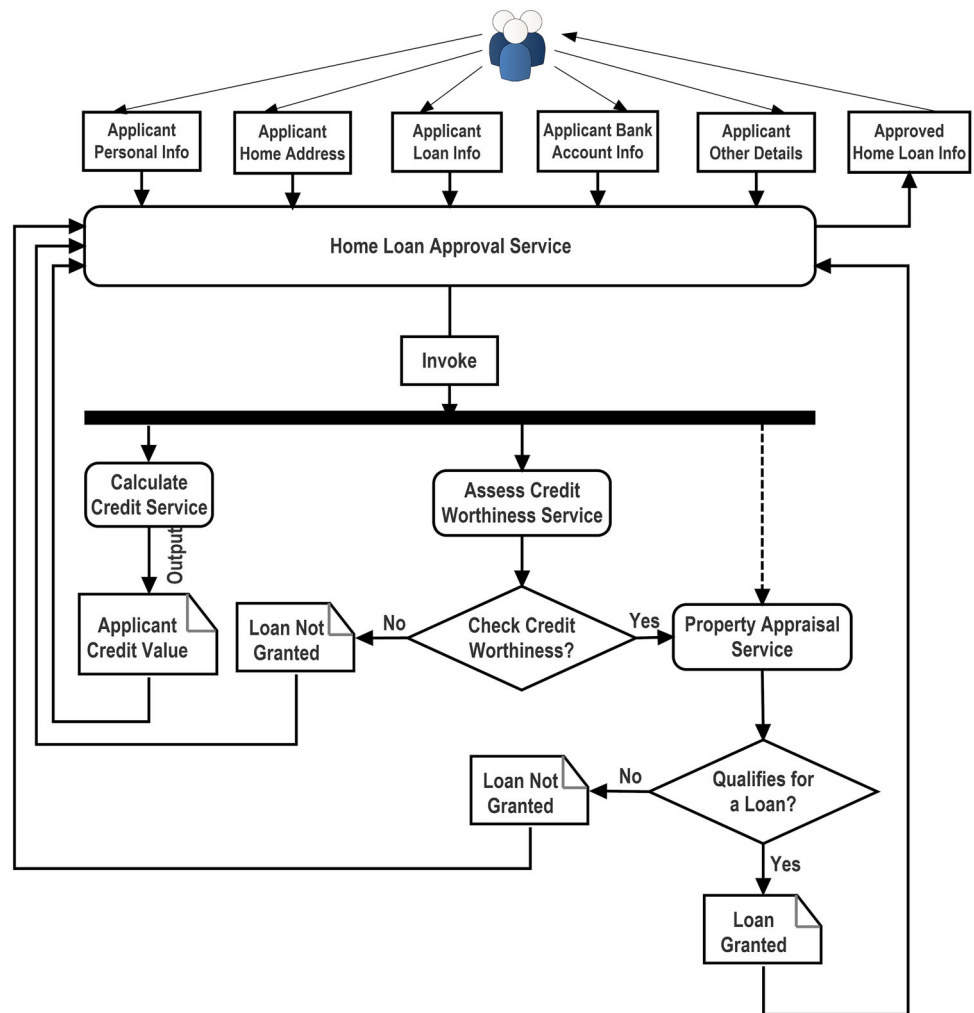 Applicant
Personal Info
Applicant
Home Address
Applicant
Loan Info
Applicant Bank
Account Info
Applicant
Other Details
Approved
Home Loan Info
Home Loan Approval Service
Invoke
Calculate
Credit Service
Assess Credit
Worthiness Service
Output
Applicant
Credit Value
Loan Not
Granted
No
Check Credit
Worthiness?
Yes
Property Appraisal
Service
Loan Not
Granted
No
Qualifies for
a Loan?
Yes
Loan
Granted